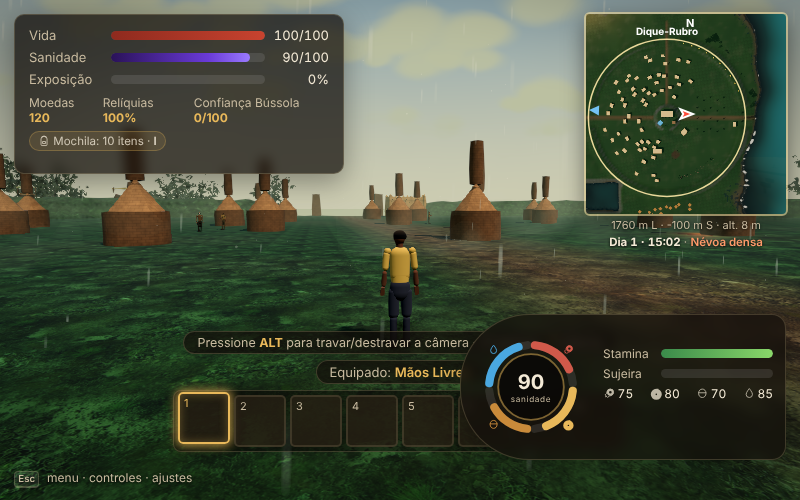 Vida 100/100
Sanidade 90/100
Exposição 0%
Moedas Relíquias Confiança Bússola
120 100% 0/100
Mochila: 10 itens · I
N
Dique-Rubro
1760 m L · -100 m S · alt. 8 m
Dia 1 · 15:02 · Névoa densa
Pressione ALT para travar/destravar a câmera
Equipado: Mãos Livre
1 2 3 4 5
90
sanidade
Stamina
Sujeira
75 80 70 85
Esc menu · controles · ajustes